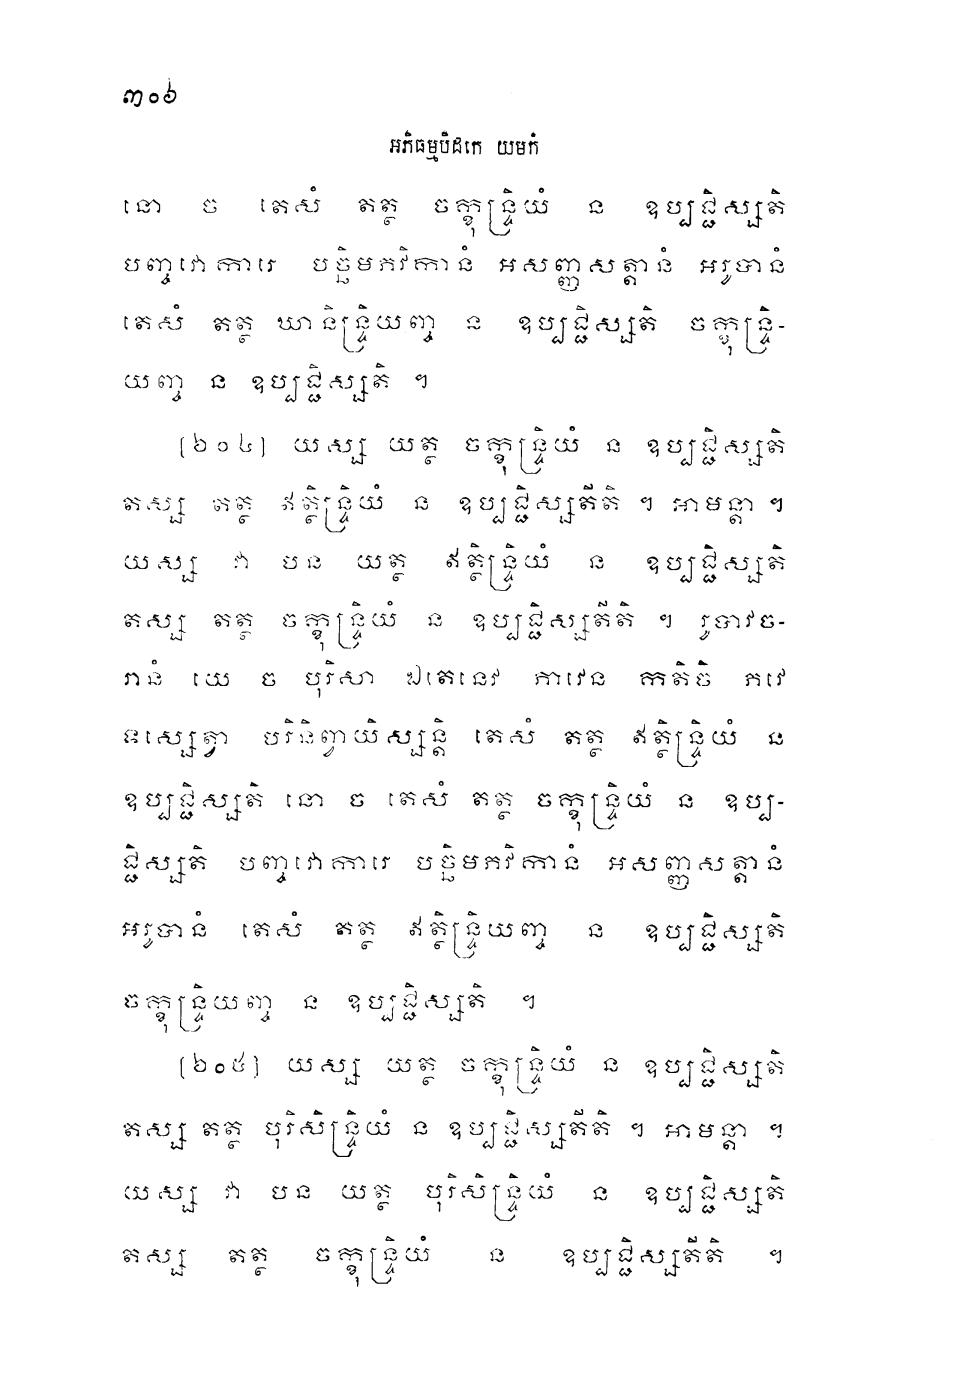 ៣០៦
អភិធម្មបិដកេ យមកំ
នោ ច តេសំ តត្ថ ចក្ខុន្ទ្រិយំ ន ឧប្បជ្ជិស្សតិ
បញ្ចវោការេ បច្ឆិមភវិកានំ អសញ្ញសត្តានំ អរូបានំ
តេសំ តត្ថ ឃានិន្ទ្រិយញ្ច ន ឧប្បជ្ជិស្សតិ ចក្ខុន្ទ្រិ-
យញ្ច ន ឧប្បជ្ជិស្សតិ ។
[២០៤] យស្ស យត្ថ ចក្ខុន្ទ្រិយំ ន ឧប្បជ្ជិស្សតិ
តស្ស តត្ថ ឥត្ថិន្ទ្រិយំ ន ឧប្បជ្ជិស្សតីតិ ។ អាមន្តា ។
យស្ស វា បន យត្ថ ឥត្ថិន្ទ្រិយំ ន ឧប្បជ្ជិស្សតិ
តស្ស តត្ថ ចក្ខុន្ទ្រិយំ ន ឧប្បជ្ជិស្សតីតិ ។ រូបាវច-
រានំ យេ ច បុរិសា ឯតេនេវ ភាវេន កតិចិ ភវេ
ទស្សេត្វា បរិនិព្វាយិស្សន្តិ តេសំ តត្ថ ឥត្ថិន្ទ្រិយំ ន
ឧប្បជ្ជិស្សតិ នោ ច តេសំ តត្ថ ចក្ខុន្ទ្រិយំ ន ឧប្ប-
ជ្ជិស្សតិ បញ្ចវោការេ បច្ឆិមភវិកានំ អសញ្ញសត្តានំ
អរូបានំ តេសំ តត្ថ ឥត្ថិន្ទ្រិយញ្ច ន ឧប្បជ្ជិស្សតិ
ចក្ខុន្ទ្រិយញ្ច ន ឧប្បជ្ជិស្សតិ ។
[២០៥] យស្ស យត្ថ ចក្ខុន្ទ្រិយំ ន ឧប្បជ្ជិស្សតិ
តស្ស តត្ថ បុរិសិន្ទ្រិយំ ន ឧប្បជ្ជិស្សតីតិ ។ អាមន្តា ។
យស្ស វា បន យត្ថ បុរិសិន្ទ្រិយំ ន ឧប្បជ្ជិស្សតិ
តស្ស តត្ថ ចក្ខុន្ទ្រិយំ ន ឧប្បជ្ជិស្សតីតិ ។